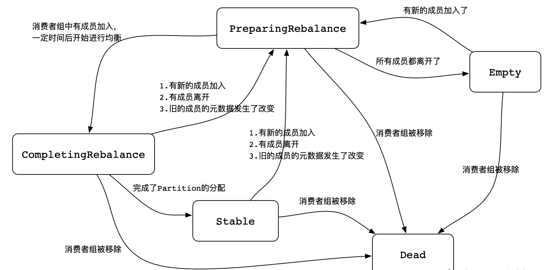 有新的成员加入了
消费者组中有成员加入，
一定时间后开始进行均衡
PreparingRebalance
所有成员都离开了
Empty
1.有新的成员加入
2.有成员离开
3.旧的成员的元数据发生了改变
1.有新的成员加入
2.有成员离开
3.旧的成员的元数据发生了改变
消费者组被移除
CompletingRebalance
消费者组被移除
完成了Partition的分配
消费者组被移除
Stable
消费者组被移除
Dead